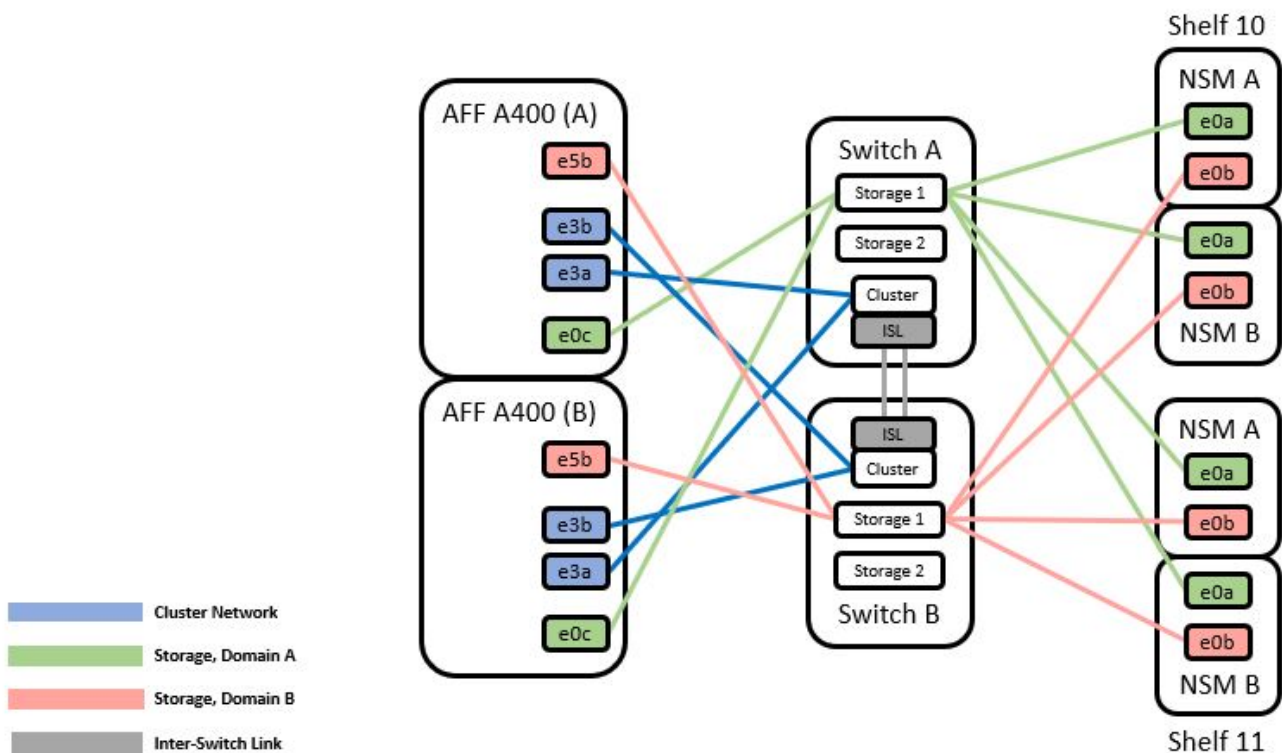 Shelf 10
AFF A400 (A)
e5b
e3b
e3a
e0c
AFF A400 (B)
e5b
e3b
e3a
e0c
Switch A
Storage 1
Storage 2
Cluster
ISL
ISL
Cluster
Storage 1
Storage 2
Switch B
NSM A
e0a
e0b
e0a
e0b
NSM B
NSM A
e0a
e0b
e0a
e0b
NSM B
Shelf 11
Cluster Network
Storage, Domain A
Storage, Domain B
Inter-Switch Link